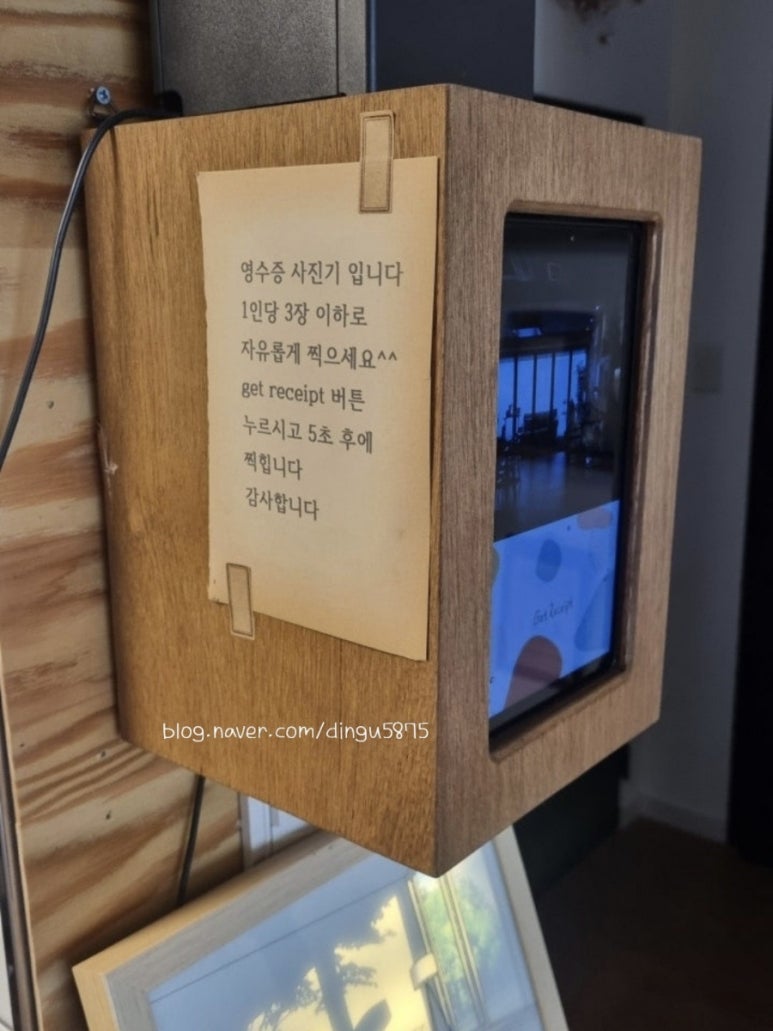 영수증 사진기 입니다
1인당 3장 이하로
자유롭게 찍으세요^^
get receipt 버튼
누르시고 5초 후에
찍힙니다
감사합니다
Get Receipt
blog.naver.com/dingu5875